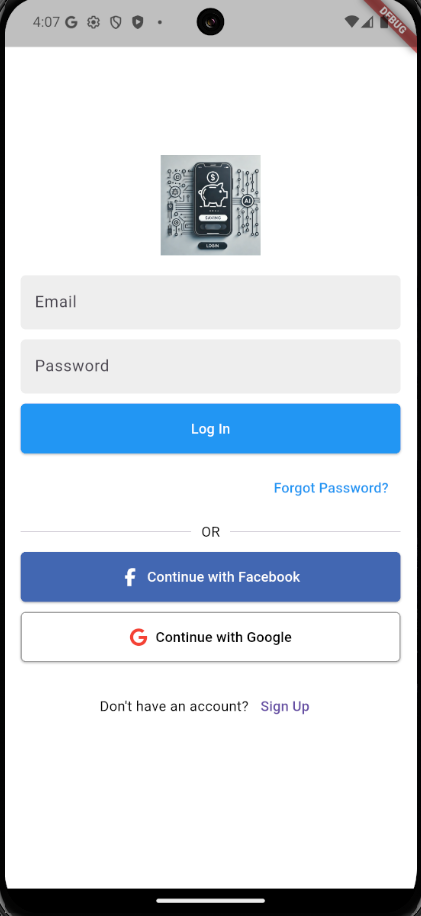 4:07
DEBUG
$
SAVING
AI
LOGIN
Email
Password
Log In
Forgot Password?
OR
Continue with Facebook
Continue with Google
Don't have an account? Sign Up